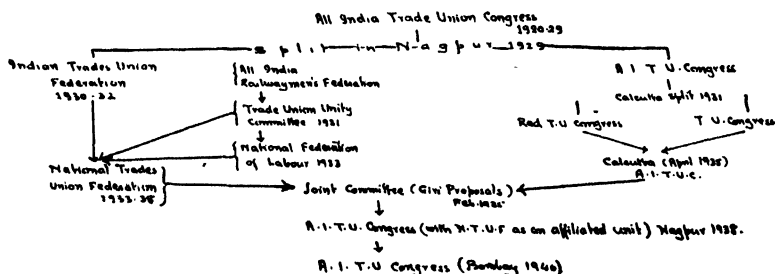 All India Trade Union Congress
1920-29
split in Nagpur 1929
Indian Trades Union
Federation
1930-32
All India
Railwaymen's Federation
Trade Union Unity
Committee 1931
National Federation
of Labour 1933
A.I.T.U.Congress
Calcutta Split 1931
Red T.U Congress
T U.Congress
National Trades
Union Federation
1933-38
Calcutta (April 1935)
A.I.T.U.C.
Joint Committee (Giri Proposals)
Feb.1935
A.I.T.U.Congress (with N.T.U.F as an affiliated unit) Nagpur 1938.
A.I.T.U Congress (Bombay 1940)